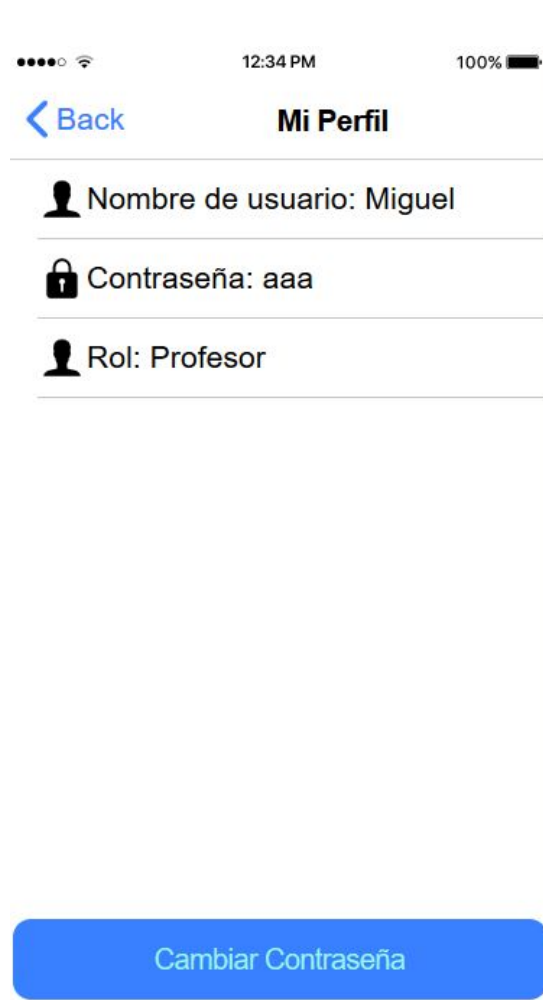 12:34 PM
100%
Back
Mi Perfil
Nombre de usuario: Miguel
Contraseña: aaa
Rol: Profesor
Cambiar Contraseña